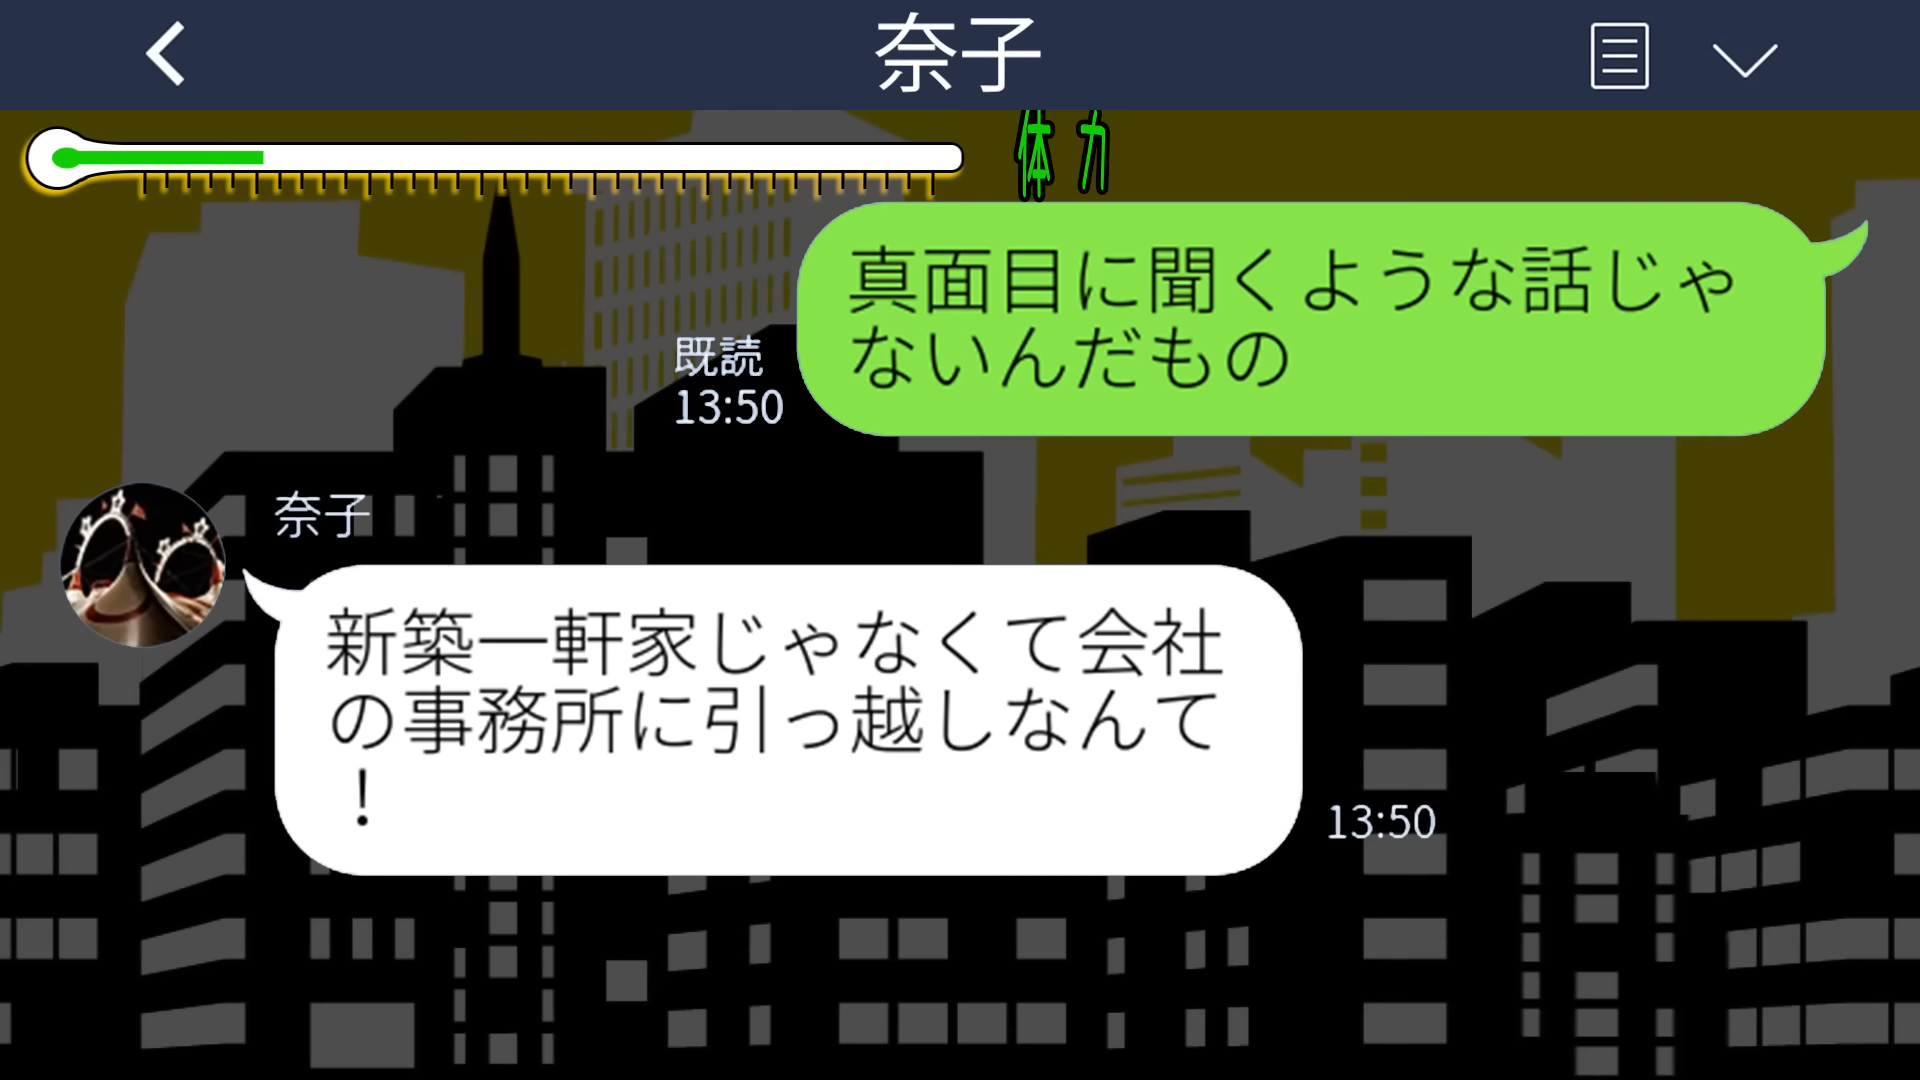 奈子
体力
真面目に聞くような話じゃ
ないんだもの
既読
13:50
奈子
新築一軒家じゃなくて会社
の事務所に引っ越しなんて
！
13:50